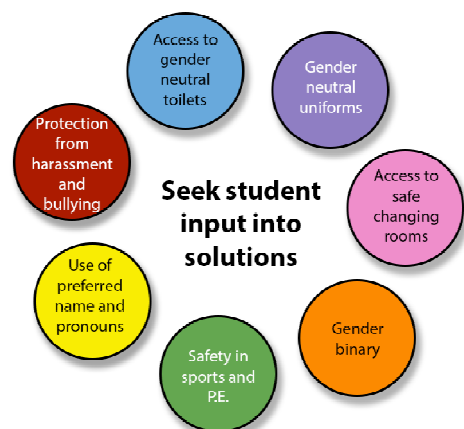 Access to
gender
neutral
toilets
Gender
neutral
uniforms
Protection
from
harassment
and
bullying
Seek student
input into
solutions
Access to
safe
changing
rooms
Use of
preferred
name and
pronouns
Gender
binary
Safety in
sports and
P.E.